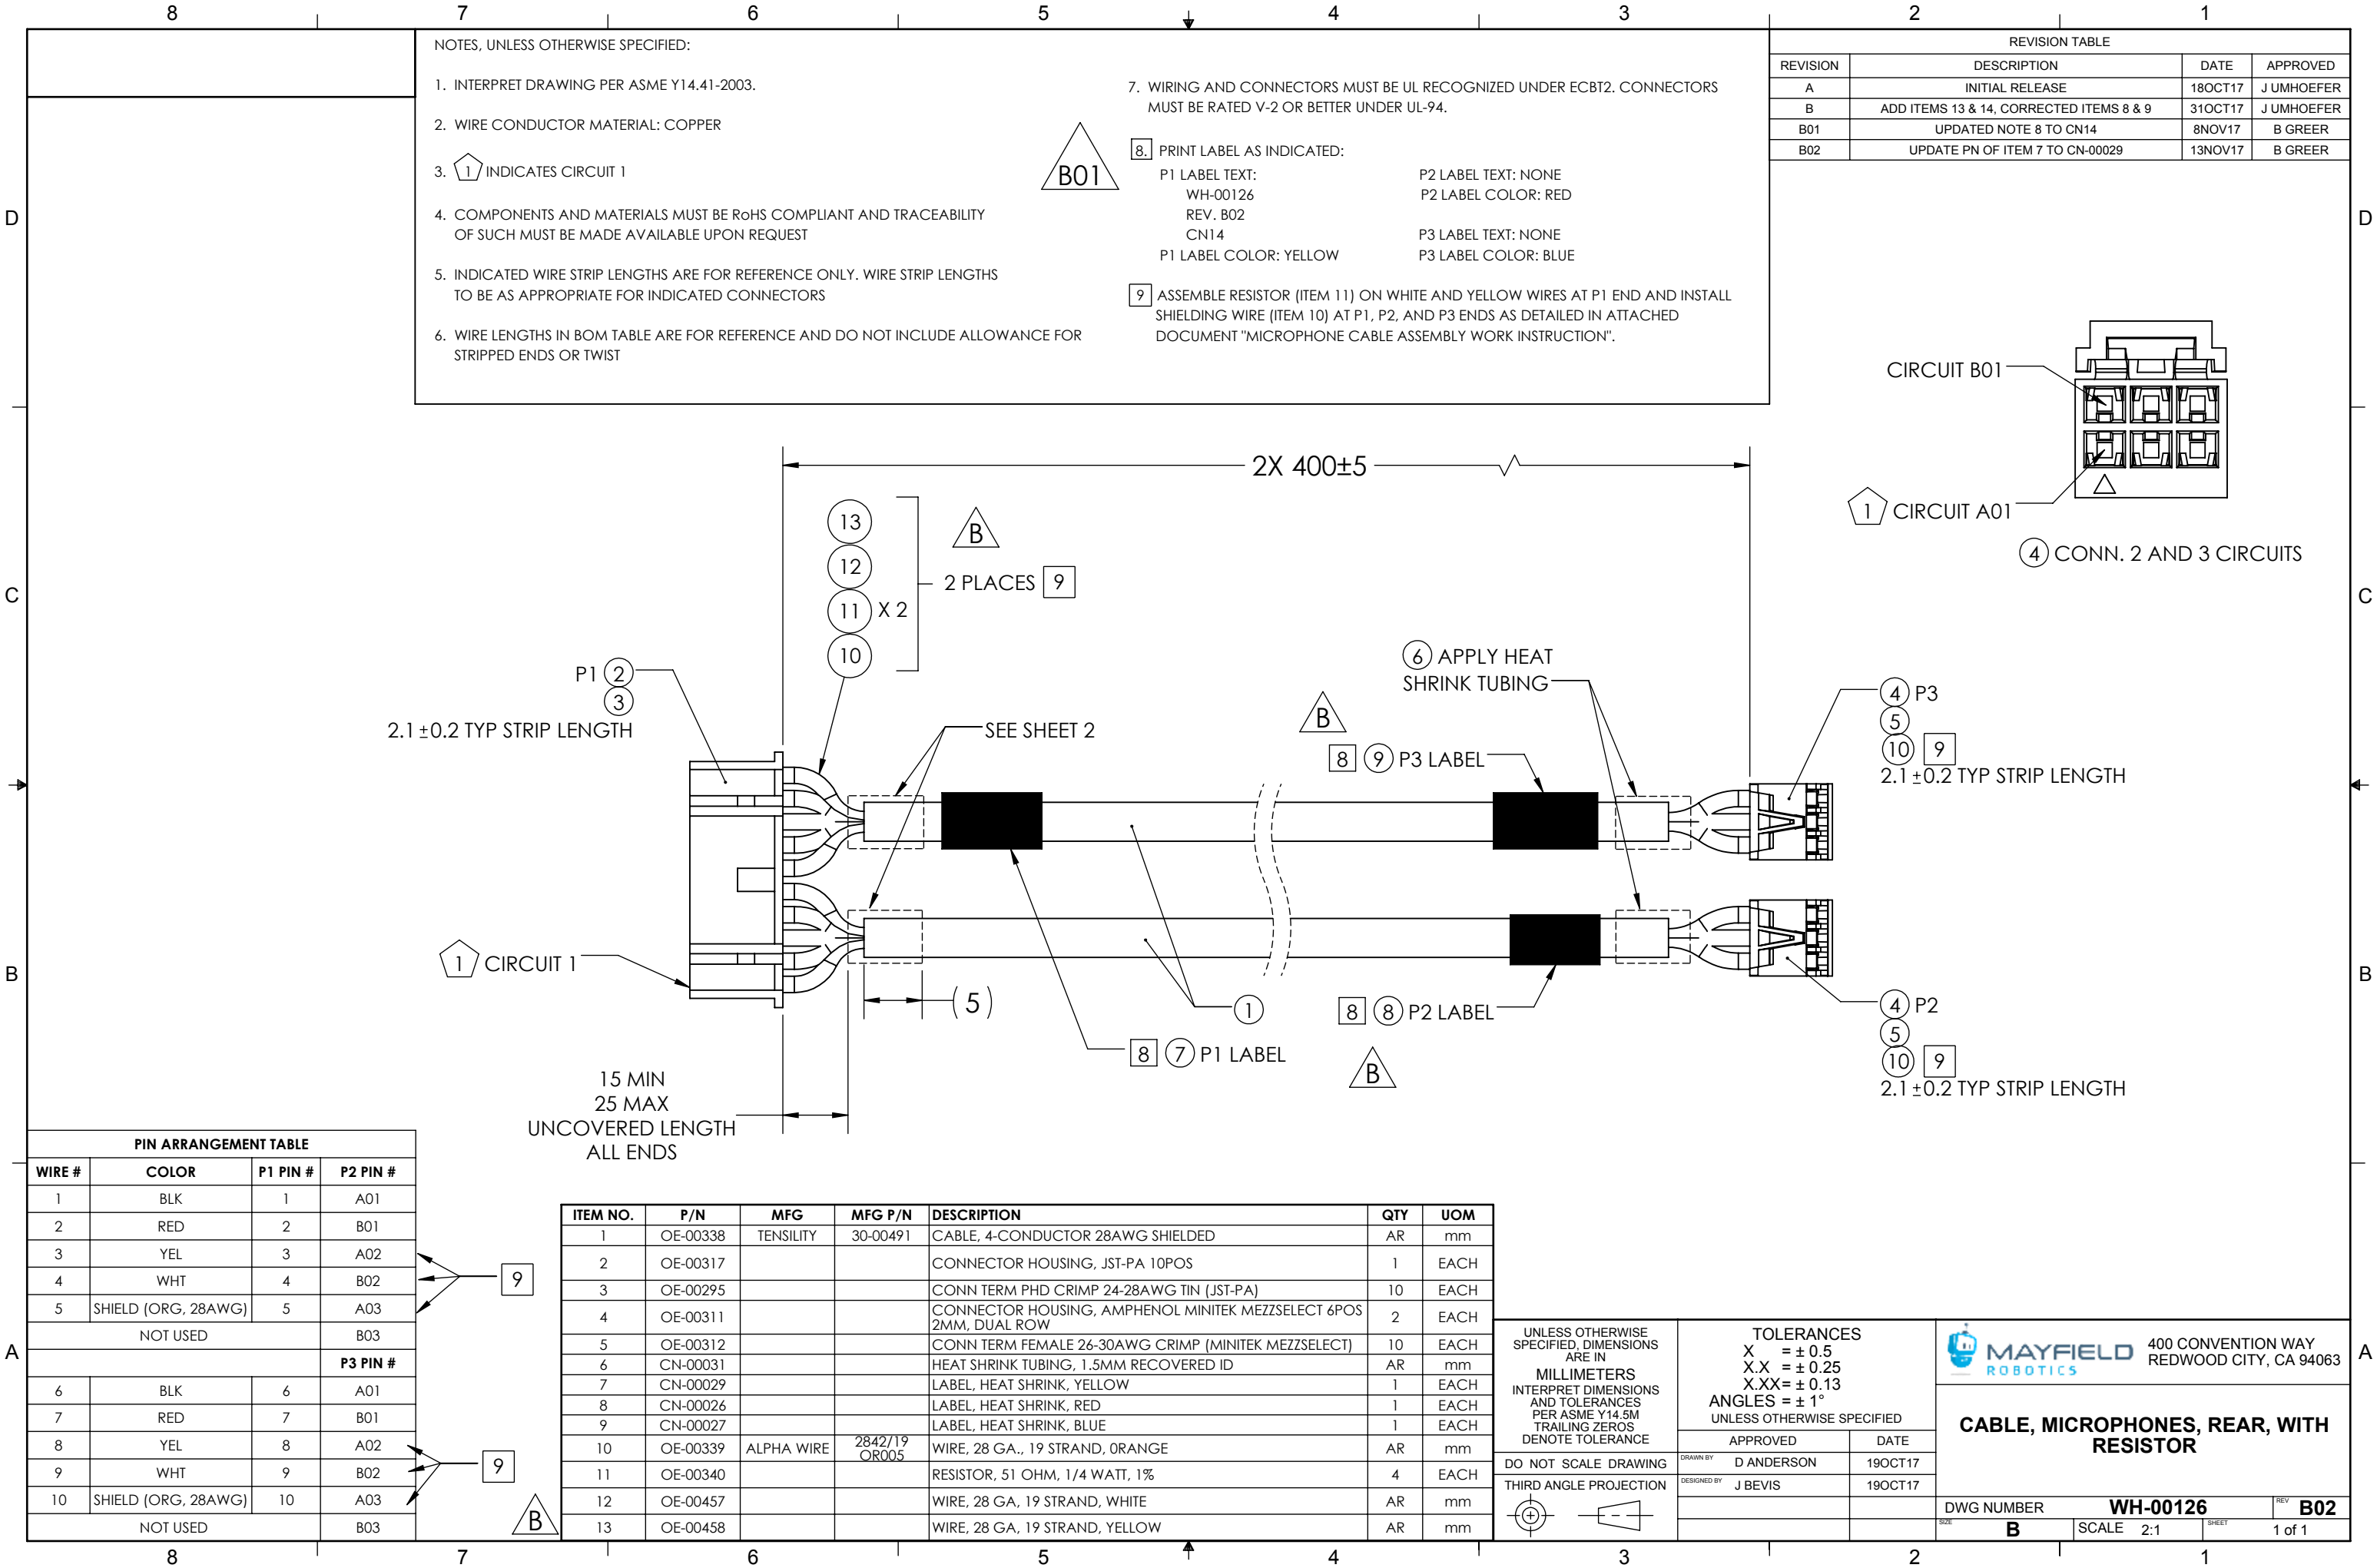 8 7 6 5 4 3 2 1
NOTES, UNLESS OTHERWISE SPECIFIED:
1. INTERPRET DRAWING PER ASME Y14.41-2003.
2. WIRE CONDUCTOR MATERIAL: COPPER
3. 1 INDICATES CIRCUIT 1
4. COMPONENTS AND MATERIALS MUST BE RoHS COMPLIANT AND TRACEABILITY
OF SUCH MUST BE MADE AVAILABLE UPON REQUEST
5. INDICATED WIRE STRIP LENGTHS ARE FOR REFERENCE ONLY. WIRE STRIP LENGTHS
TO BE AS APPROPRIATE FOR INDICATED CONNECTORS
6. WIRE LENGTHS IN BOM TABLE ARE FOR REFERENCE AND DO NOT INCLUDE ALLOWANCE FOR
STRIPPED ENDS OR TWIST
7. WIRING AND CONNECTORS MUST BE UL RECOGNIZED UNDER ECBT2. CONNECTORS
MUST BE RATED V-2 OR BETTER UNDER UL-94.
B01
8. PRINT LABEL AS INDICATED:
P1 LABEL TEXT:
WH-00126
REV. B02
CN14
P1 LABEL COLOR: YELLOW
P2 LABEL TEXT: NONE
P2 LABEL COLOR: RED
P3 LABEL TEXT: NONE
P3 LABEL COLOR: BLUE
9 ASSEMBLE RESISTOR (ITEM 11) ON WHITE AND YELLOW WIRES AT P1 END AND INSTALL
SHIELDING WIRE (ITEM 10) AT P1, P2, AND P3 ENDS AS DETAILED IN ATTACHED
DOCUMENT "MICROPHONE CABLE ASSEMBLY WORK INSTRUCTION".
REVISION TABLE
REVISION DESCRIPTION DATE APPROVED
A INITIAL RELEASE 18OCT17 J UMHOEFER
B ADD ITEMS 13 & 14, CORRECTED ITEMS 8 & 9 31OCT17 J UMHOEFER
B01 UPDATED NOTE 8 TO CN14 8NOV17 B GREER
B02 UPDATE PN OF ITEM 7 TO CN-00029 13NOV17 B GREER
D D
CIRCUIT B01
1 CIRCUIT A01
4 CONN. 2 AND 3 CIRCUITS
2X 400±5
13
12
11 X 2
10
B
2 PLACES 9
C C
P1 2
3
2.1±0.2 TYP STRIP LENGTH
SEE SHEET 2
6 APPLY HEAT
SHRINK TUBING
B
8 9 P3 LABEL
4 P3
5
10 9
2.1±0.2 TYP STRIP LENGTH
1 CIRCUIT 1
(5)
1
8 7 P1 LABEL
8 8 P2 LABEL
B
4 P2
5
10 9
2.1±0.2 TYP STRIP LENGTH
B B
15 MIN
25 MAX
UNCOVERED LENGTH
ALL ENDS
PIN ARRANGEMENT TABLE
WIRE # COLOR P1 PIN # P2 PIN #
1 BLK 1 A01
2 RED 2 B01
3 YEL 3 A02
4 WHT 4 B02
5 SHIELD (ORG, 28AWG) 5 A03
NOT USED B03
P3 PIN #
6 BLK 6 A01
7 RED 7 B01
8 YEL 8 A02
9 WHT 9 B02
10 SHIELD (ORG, 28AWG) 10 A03
NOT USED B03
9
9
B
ITEM NO. P/N MFG MFG P/N DESCRIPTION QTY UOM
1 OE-00338 TENSILITY 30-00491 CABLE, 4-CONDUCTOR 28AWG SHIELDED AR mm
2 OE-00317 CONNECTOR HOUSING, JST-PA 10POS 1 EACH
3 OE-00295 CONN TERM PHD CRIMP 24-28AWG TIN (JST-PA) 10 EACH
4 OE-00311 CONNECTOR HOUSING, AMPHENOL MINITEK MEZZSELECT 6POS
2MM, DUAL ROW 2 EACH
5 OE-00312 CONN TERM FEMALE 26-30AWG CRIMP (MINITEK MEZZSELECT) 10 EACH
6 CN-00031 HEAT SHRINK TUBING, 1.5MM RECOVERED ID AR mm
7 CN-00029 LABEL, HEAT SHRINK, YELLOW 1 EACH
8 CN-00026 LABEL, HEAT SHRINK, RED 1 EACH
9 CN-00027 LABEL, HEAT SHRINK, BLUE 1 EACH
10 OE-00339 ALPHA WIRE 2842/19
OR005 WIRE, 28 GA., 19 STRAND, ORANGE AR mm
11 OE-00340 RESISTOR, 51 OHM, 1/4 WATT, 1% 4 EACH
12 OE-00457 WIRE, 28 GA, 19 STRAND, WHITE AR mm
13 OE-00458 WIRE, 28 GA, 19 STRAND, YELLOW AR mm
UNLESS OTHERWISE
SPECIFIED, DIMENSIONS
ARE IN
MILLIMETERS
INTERPRET DIMENSIONS
AND TOLERANCES
PER ASME Y14.5M
TRAILING ZEROS
DENOTE TOLERANCE
DO NOT SCALE DRAWING
THIRD ANGLE PROJECTION
TOLERANCES
X = ± 0.5
X.X = ± 0.25
X.XX= ± 0.13
ANGLES = ± 1°
UNLESS OTHERWISE SPECIFIED
APPROVED DATE
DRAWN BY D ANDERSON 19OCT17
DESIGNED BY J BEVIS 19OCT17
MAYFIELD
ROBOTICS
400 CONVENTION WAY
REDWOOD CITY, CA 94063
CABLE, MICROPHONES, REAR, WITH
RESISTOR
DWG NUMBER WH-00126 REV B02
SIZE B SCALE 2:1 SHEET 1 of 1
A A
8 7 6 5 4 3 2 1